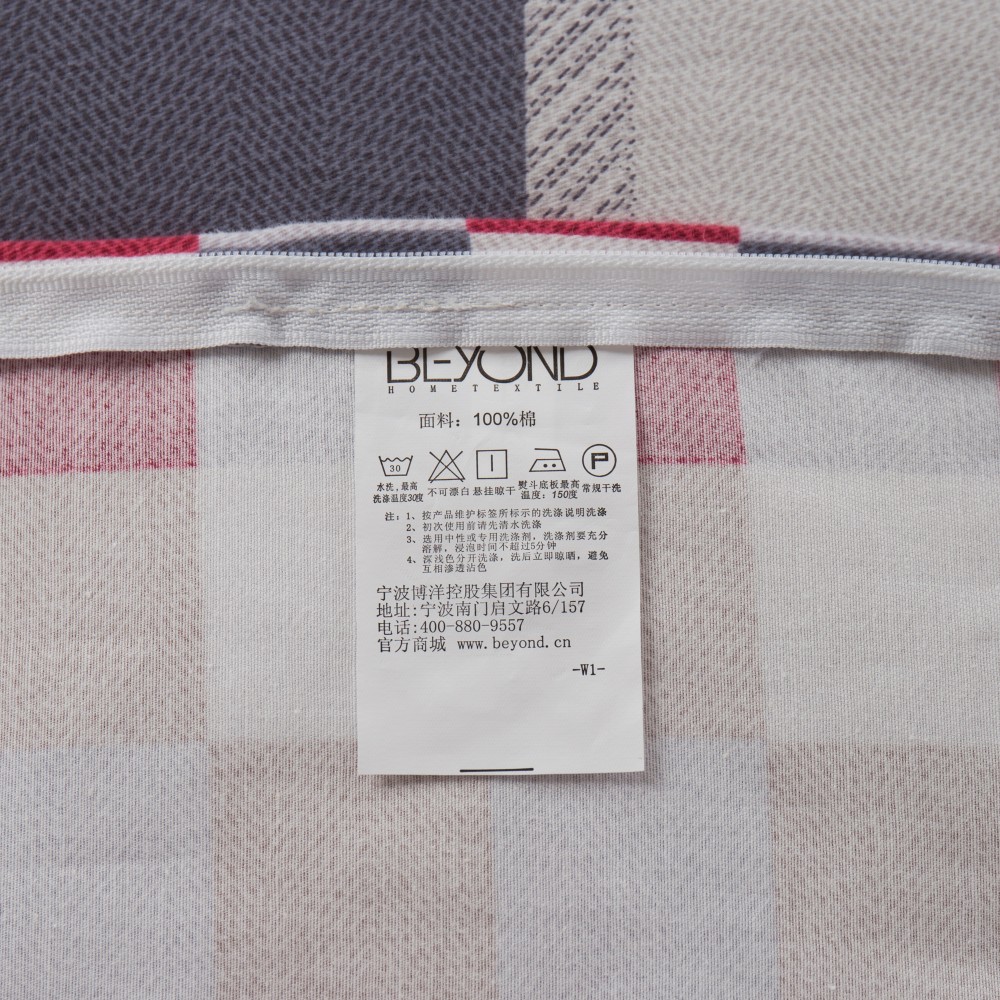 BEYOND
HOMETEXTILE
面料：100%棉
30 P
水洗，最高 不可漂白 悬挂晾干 熨斗底板最高 常规干洗
洗涤温度30度 温度：150度
注：1、按产品维护标签所标示的洗涤说明洗涤
2、初次使用前请先清水洗涤
3、选用中性或专用洗涤剂，洗涤剂要充分
溶解，浸泡时间不超过5分钟
4、深浅色分开洗涤，洗后立即晾晒，避免
互相渗透沾色
宁波博洋控股集团有限公司
地址：宁波南门启文路6/157
电话：400-880-9557
官方商城 www.beyond.cn
-W1-